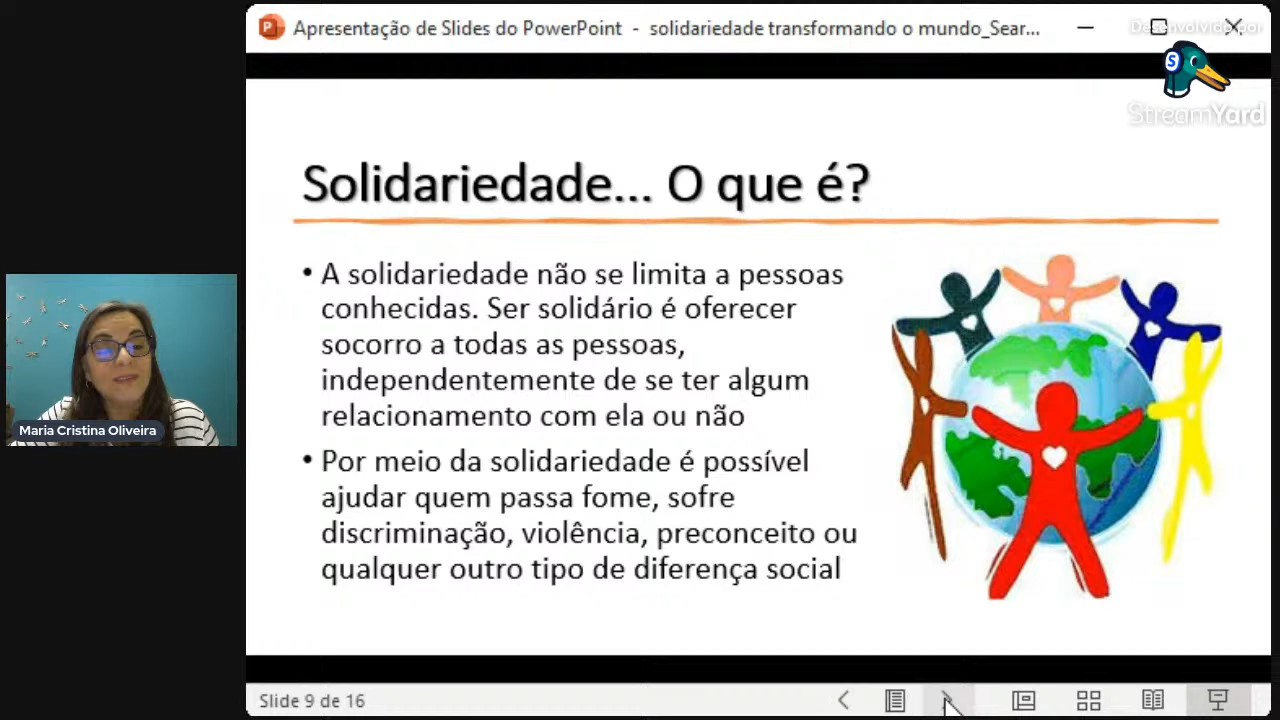 Apresentação de Slides do PowerPoint - solidariedade transformando o mundo_Sear...
Desenvolvido por
StreamYard
Solidariedade... O que é?
• A solidariedade não se limita a pessoas
conhecidas. Ser solidário é oferecer
socorro a todas as pessoas,
independentemente de se ter algum
relacionamento com ela ou não
• Por meio da solidariedade é possível
ajudar quem passa fome, sofre
discriminação, violência, preconceito ou
qualquer outro tipo de diferença social
Maria Cristina Oliveira
Slide 9 de 16